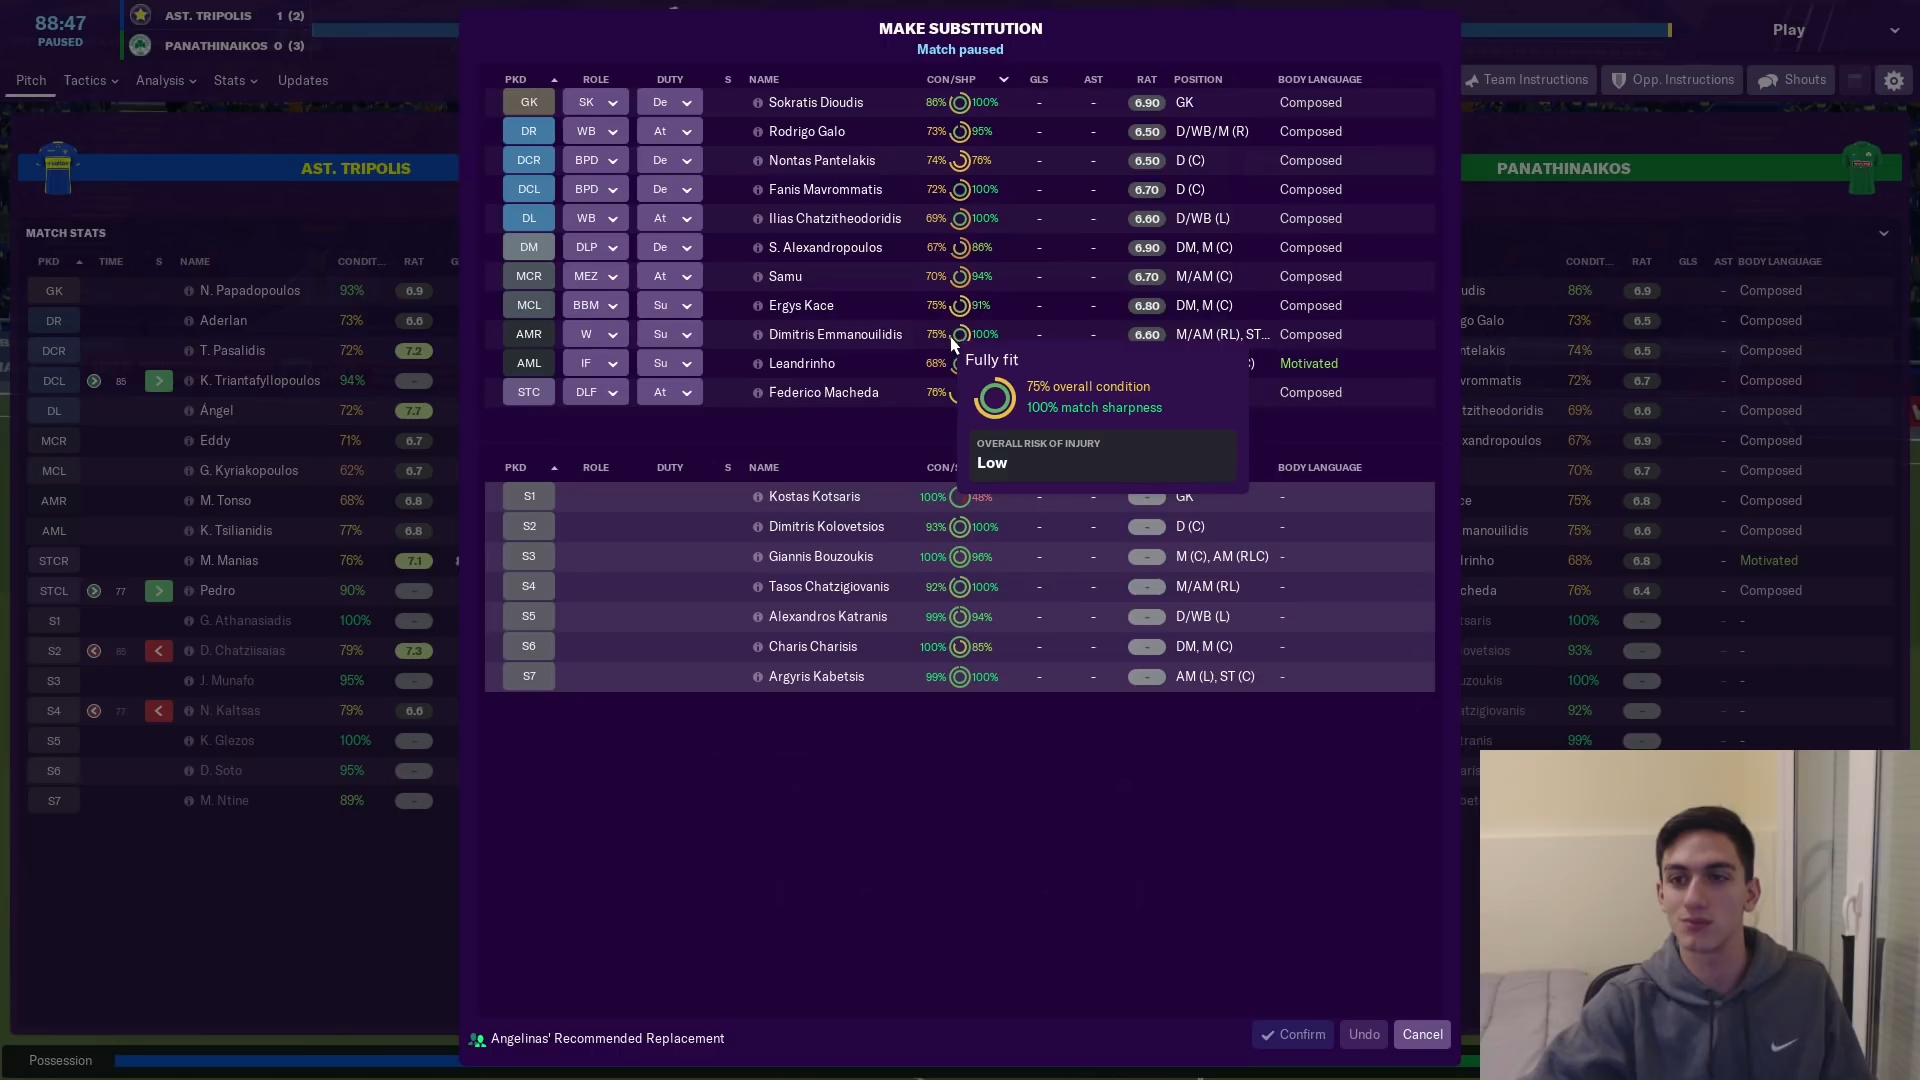 88:47
PAUSED
AST. TRIPOLIS 1 (2)
PANATHINAIKOS 0 (3)
Pitch Tactics Analysis Stats Updates
Play
Team Instructions Opp. Instructions Shouts
MAKE SUBSTITUTION
Match paused
PKD ROLE DUTY S NAME CON/SHP GLS AST RAT POSITION BODY LANGUAGE
GK SK De Sokratis Dioudis 86% 100% - - 6.90 GK Composed
DR WB At Rodrigo Galo 73% 95% - - 6.50 D/WB/M (R) Composed
DCR BPD De Nontas Pantelakis 74% 76% - - 6.50 D (C) Composed
DCL BPD De Fanis Mavrommatis 72% 100% - - 6.70 D (C) Composed
DL WB At Ilias Chatzitheodoridis 69% 100% - - 6.60 D/WB (L) Composed
DM DLP De S. Alexandropoulos 67% 86% - - 6.90 DM, M (C) Composed
MCR MEZ At Samu 70% 94% - - 6.70 M/AM (C) Composed
MCL BBM Su Ergys Kace 75% 91% - - 6.80 DM, M (C) Composed
AMR W Su Dimitris Emmanouilidis 75% 100% - - 6.60 M/AM (RL), ST... Composed
AML IF Su Leandrinho 68% Motivated
STC DLF At Federico Macheda 76% Composed
Fully fit
75% overall condition
100% match sharpness
OVERALL RISK OF INJURY
Low
PKD ROLE DUTY S NAME BODY LANGUAGE
S1 Kostas Kotsaris 100% 48% - - - GK -
S2 Dimitris Kolovetsios 93% 100% - - - D (C) -
S3 Giannis Bouzoukis 100% 96% - - - M (C), AM (RLC) -
S4 Tasos Chatzigiovanis 92% 100% - - - M/AM (RL) -
S5 Alexandros Katranis 99% 94% - - - D/WB (L) -
S6 Charis Charisis 100% 85% - - - DM, M (C) -
S7 Argyris Kabetsis 99% 100% - - - AM (L), ST (C) -
Angelinas' Recommended Replacement
Confirm Undo Cancel
AST. TRIPOLIS
MATCH STATS
PKD TIME S NAME CONDIT... RAT
GK N. Papadopoulos 93% 6.9
DR Aderlan 73% 6.6
DCR T. Pasalidis 72% 7.2
DCL 85 K. Triantafyllopoulos 94% -
DL Ángel 72% 7.7
MCR Eddy 71% 6.7
MCL G. Kyriakopoulos 62% 6.7
AMR M. Tonso 68% 6.8
AML K. Tsilianidis 77% 6.8
STCR M. Manias 76% 7.1
STCL 77 Pedro 90% -
S1 G. Athanasiadis 100% -
S2 85 D. Chatziisaias 79% 7.3
S3 J. Munafo 95% -
S4 77 N. Kaltsas 79% 6.6
S5 K. Glezos 100% -
S6 D. Soto 95% -
S7 M. Ntine 89% -
Possession
PANATHINAIKOS
CONDIT... RAT GLS AST BODY LANGUAGE
udis 86% 6.9 - Composed
go Galo 73% 6.5 - Composed
ntelakis 74% 6.5 - Composed
vrommatis 72% 6.7 - Composed
tzitheodoridis 69% 6.6 - Composed
xandropoulos 67% 6.9 - Composed
70% 6.7 - Composed
ce 75% 6.8 - Composed
manouilidis 75% 6.6 - Composed
drinho 68% 6.8 - Motivated
cheda 76% 6.4 - Composed
tsaris 100% - - -
ovetsios 93% - - -
uzoukis 100% - - -
atzigiovanis 92% - - -
tranis 99% - - -